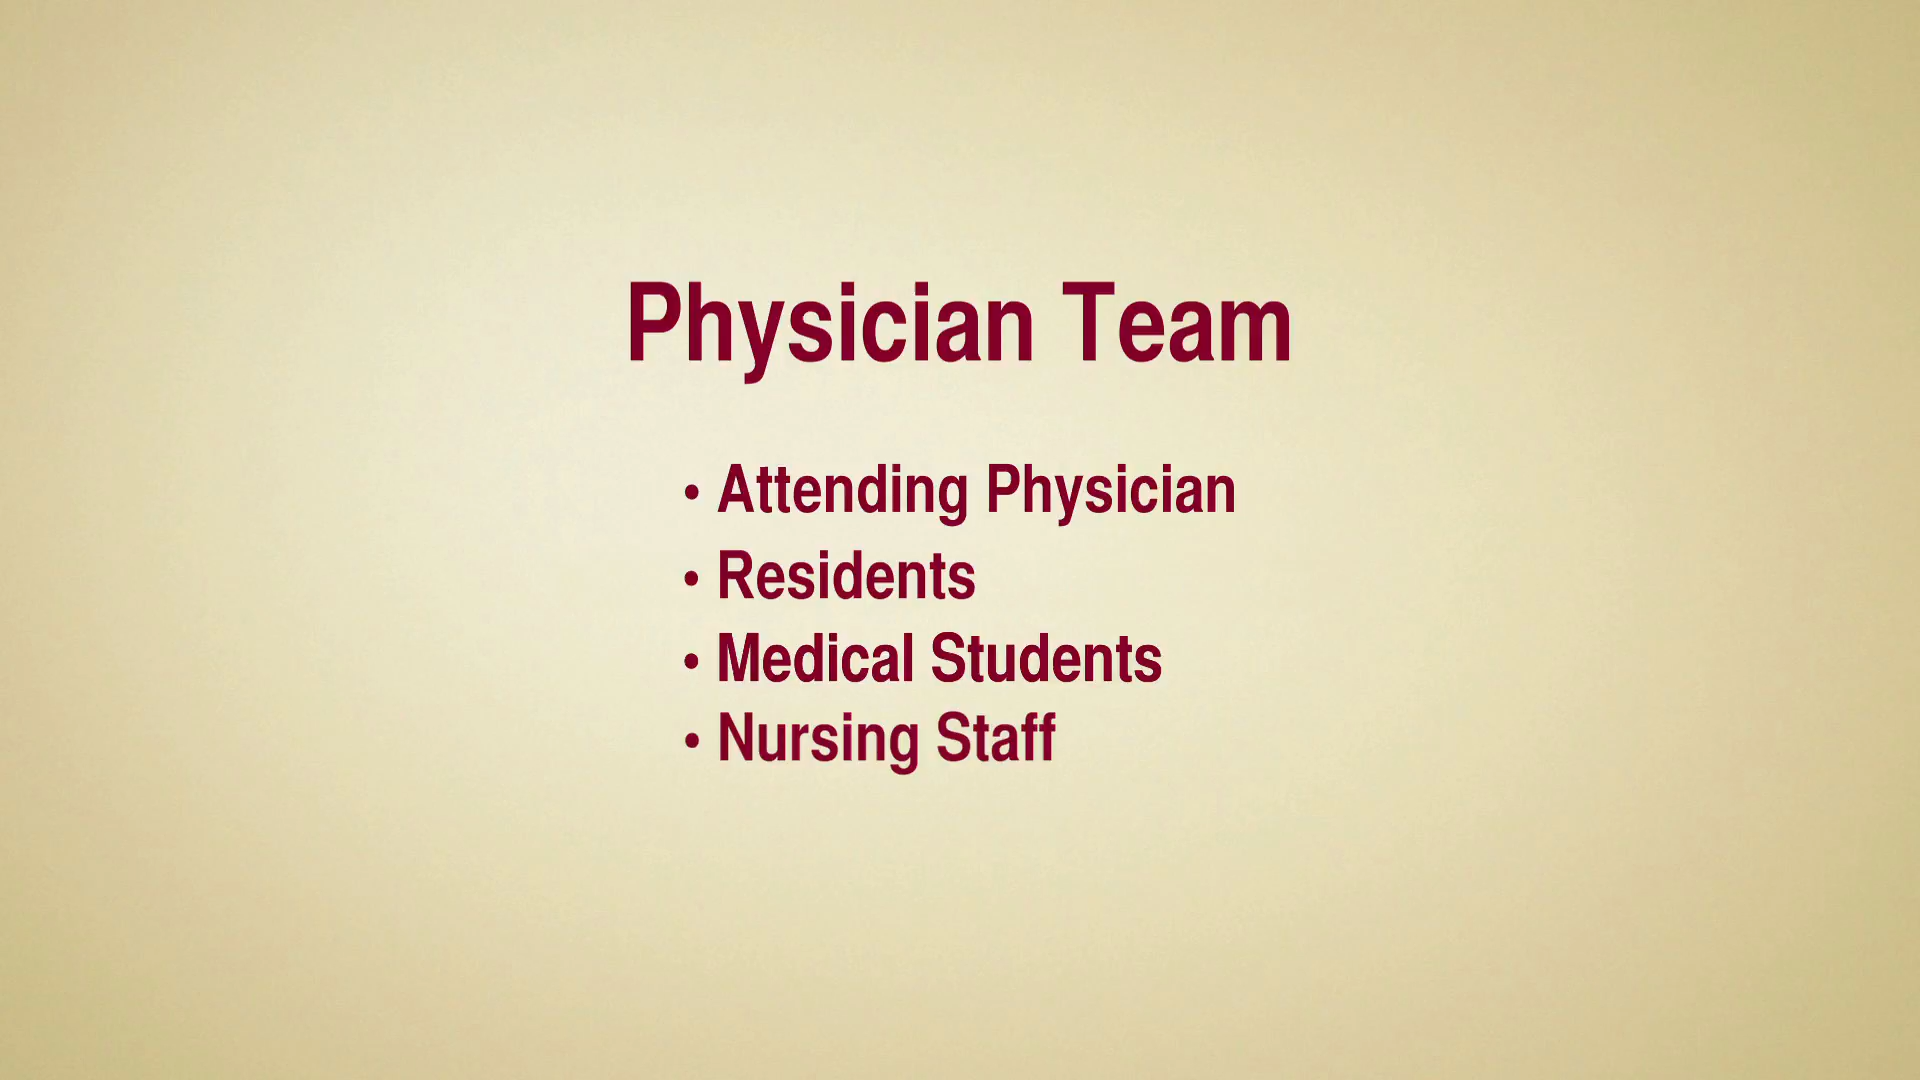 Physician Team
• Attending Physician
• Residents
• Medical Students
• Nursing Staff